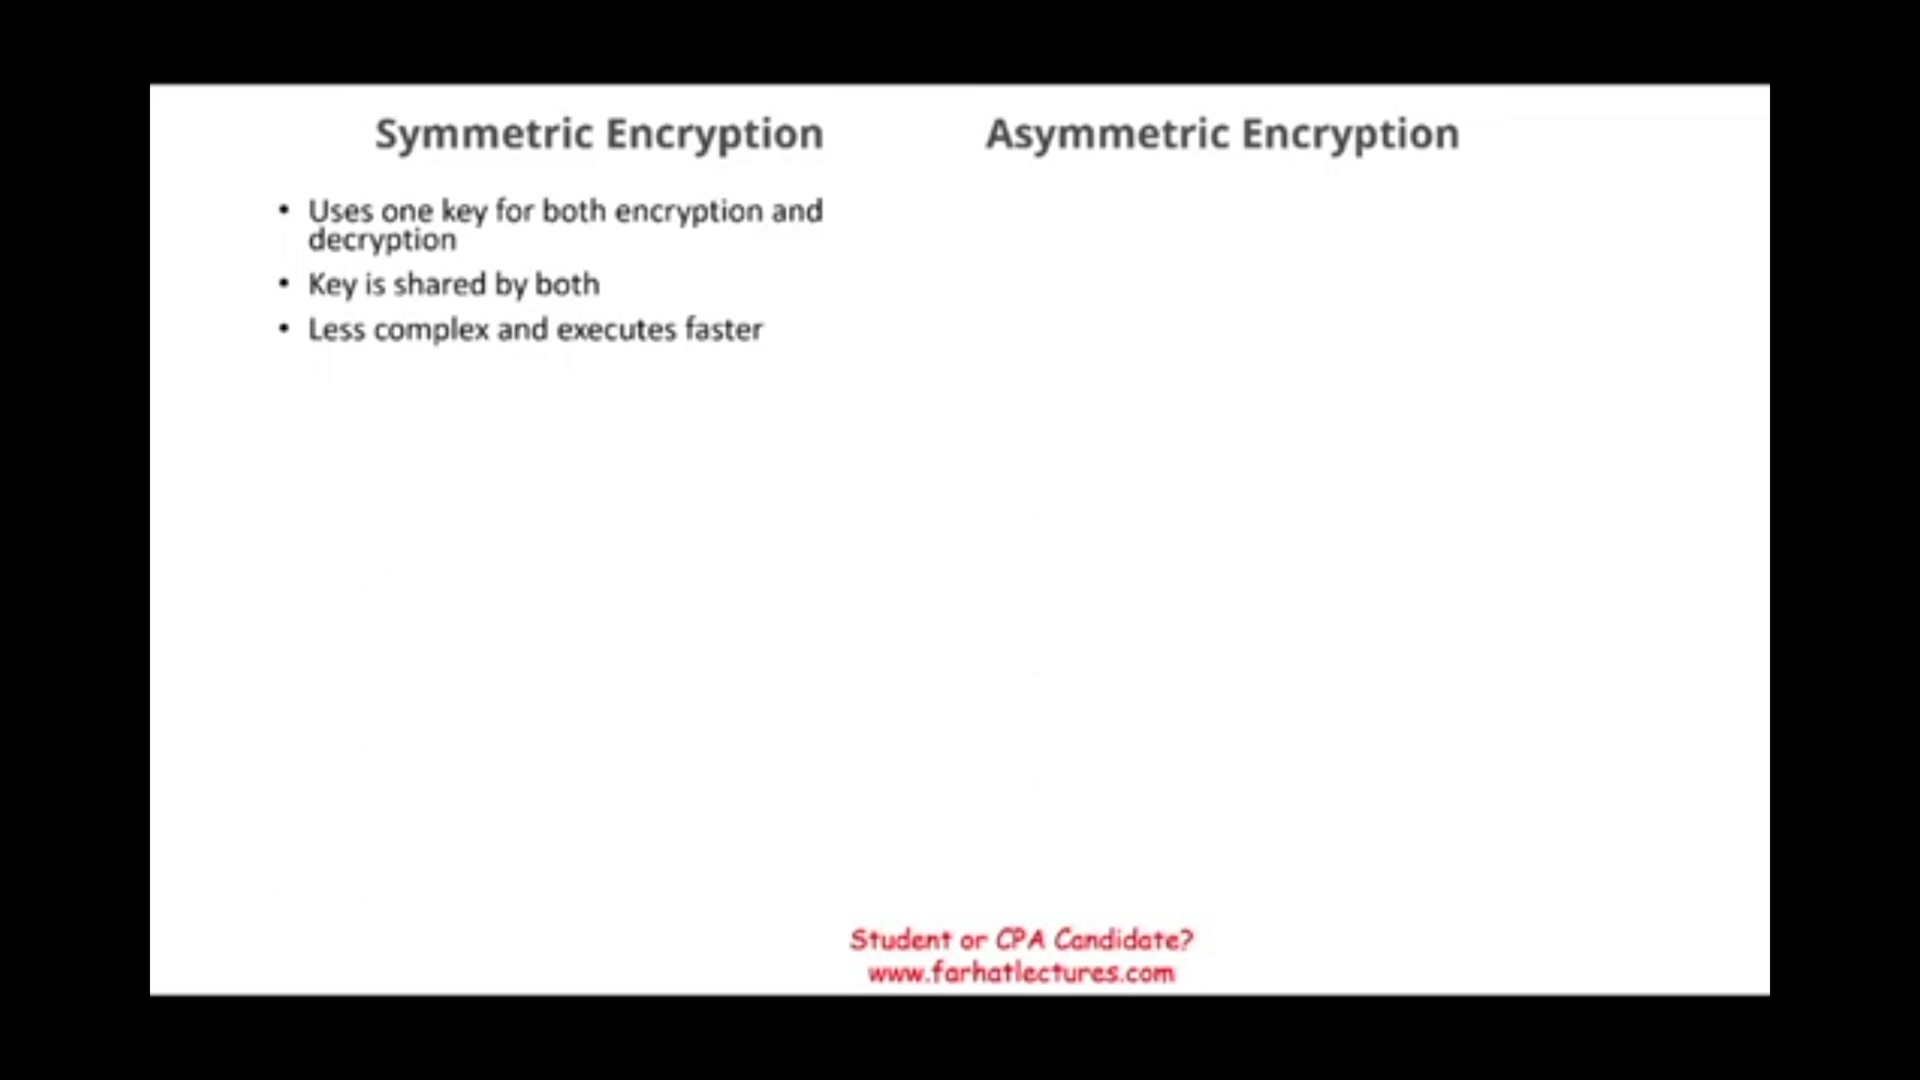 Symmetric Encryption
Asymmetric Encryption
• Uses one key for both encryption and
decryption
• Key is shared by both
• Less complex and executes faster
Student or CPA Candidate?
www.farhatlectures.com